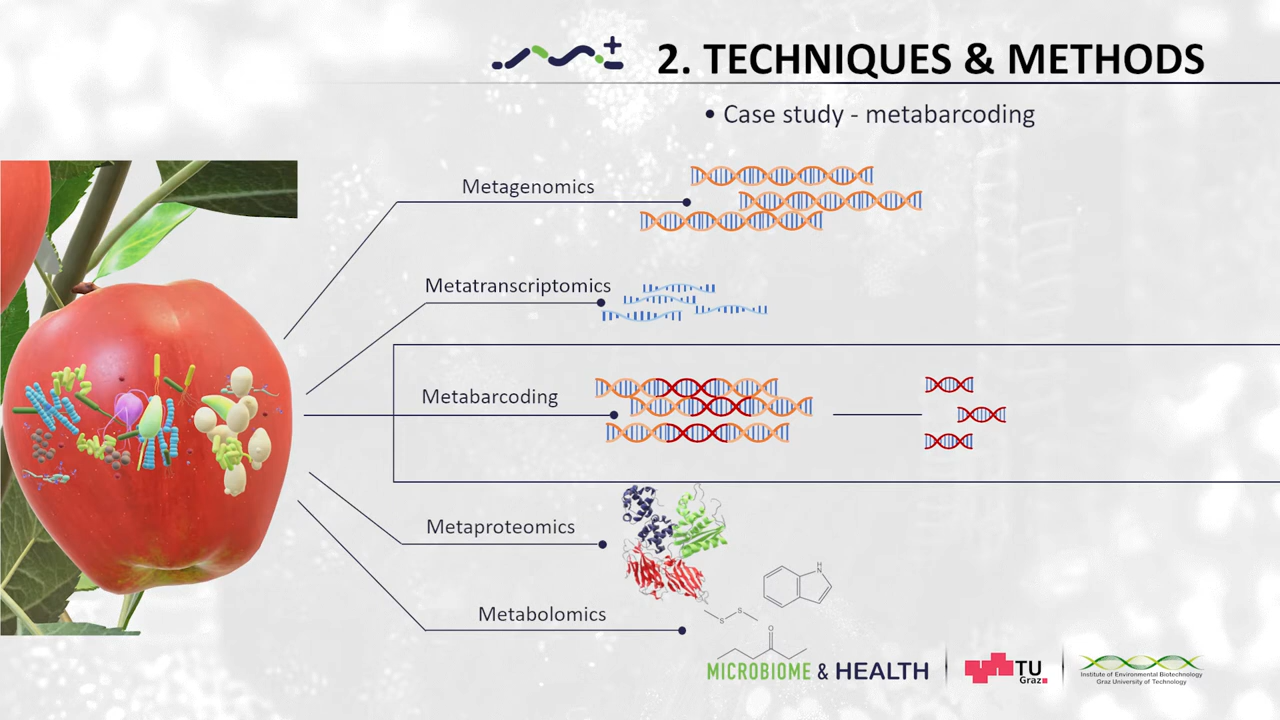 2. TECHNIQUES & METHODS
• Case study - metabarcoding
Metagenomics
Metatranscriptomics
Metabarcoding
Metaproteomics
N
H
S
S
Metabolomics
O
MICROBIOME & HEALTH
TU
Graz
Institute of Environmental Biotechnology
Graz University of Technology